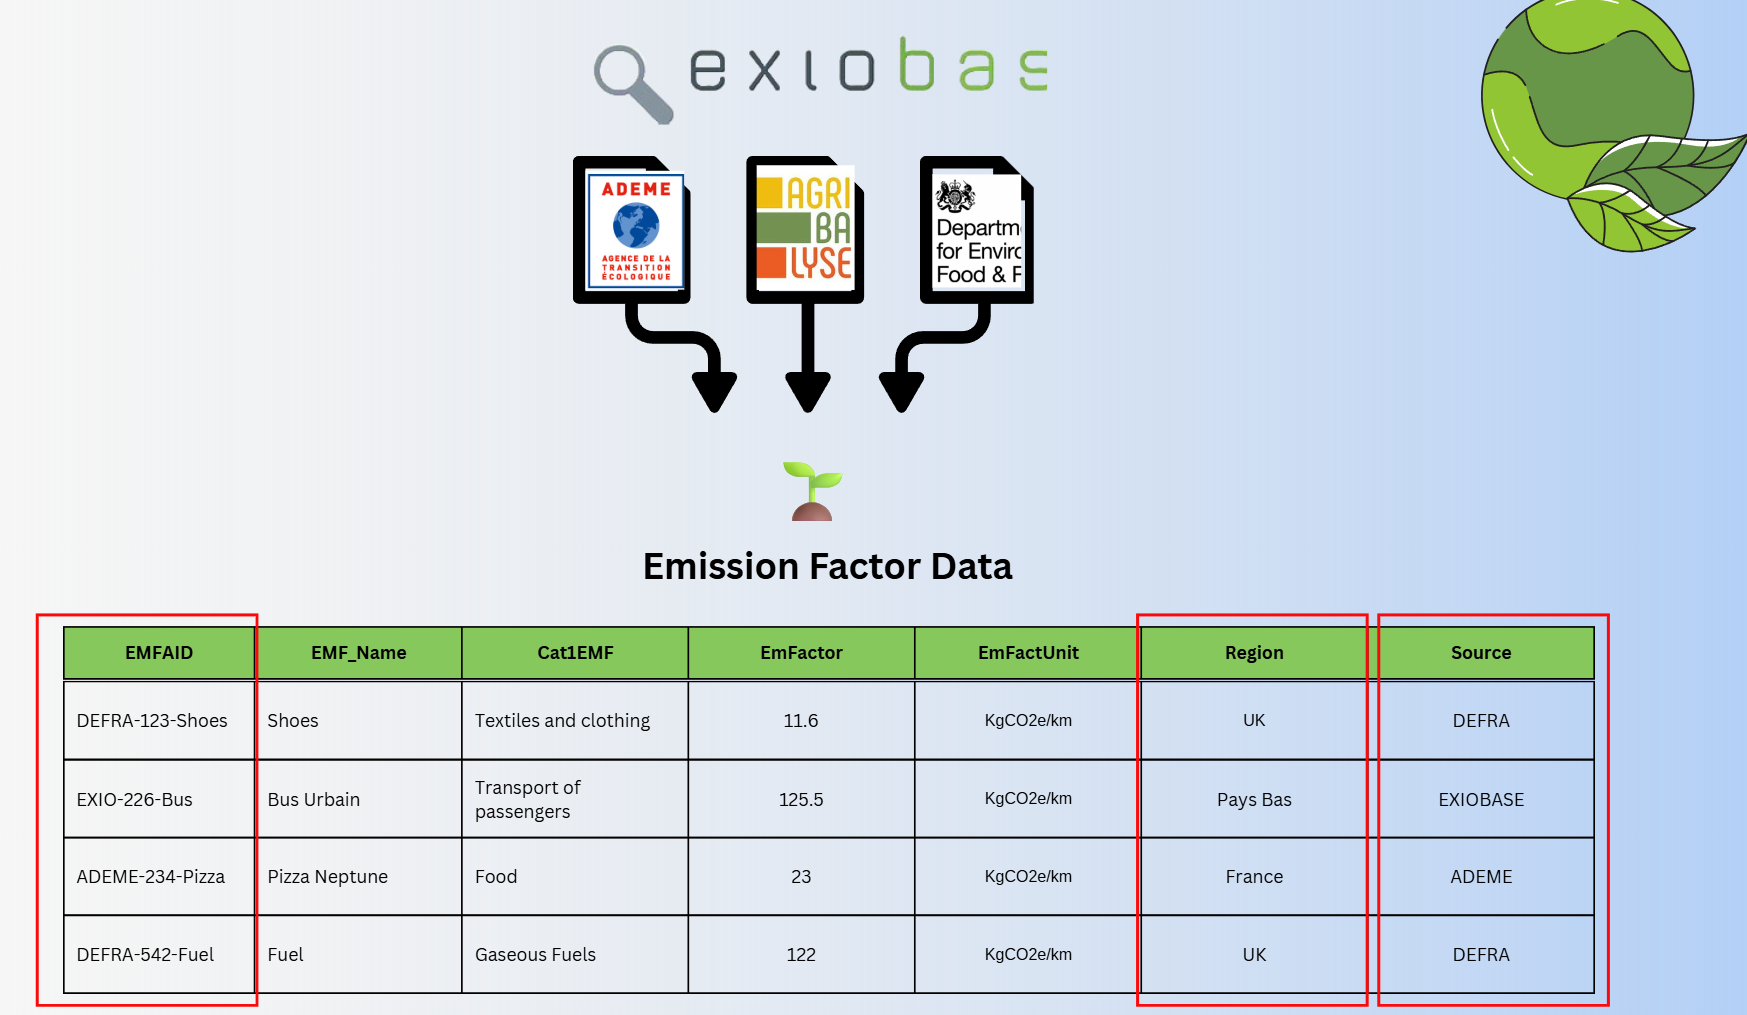 exiobas
ADEME
AGENCE DE LA
TRANSITION
ÉCOLOGIQUE
AGRI
BA
LYSE
Departm
for Enviro
Food & F
Emission Factor Data
EMFAID EMF_Name Cat1EMF EmFactor EmFactUnit Region Source
DEFRA-123-Shoes Shoes Textiles and clothing 11.6 KgCO2e/km UK DEFRA
EXIO-226-Bus Bus Urbain Transport of passengers 125.5 KgCO2e/km Pays Bas EXIOBASE
ADEME-234-Pizza Pizza Neptune Food 23 KgCO2e/km France ADEME
DEFRA-542-Fuel Fuel Gaseous Fuels 122 KgCO2e/km UK DEFRA